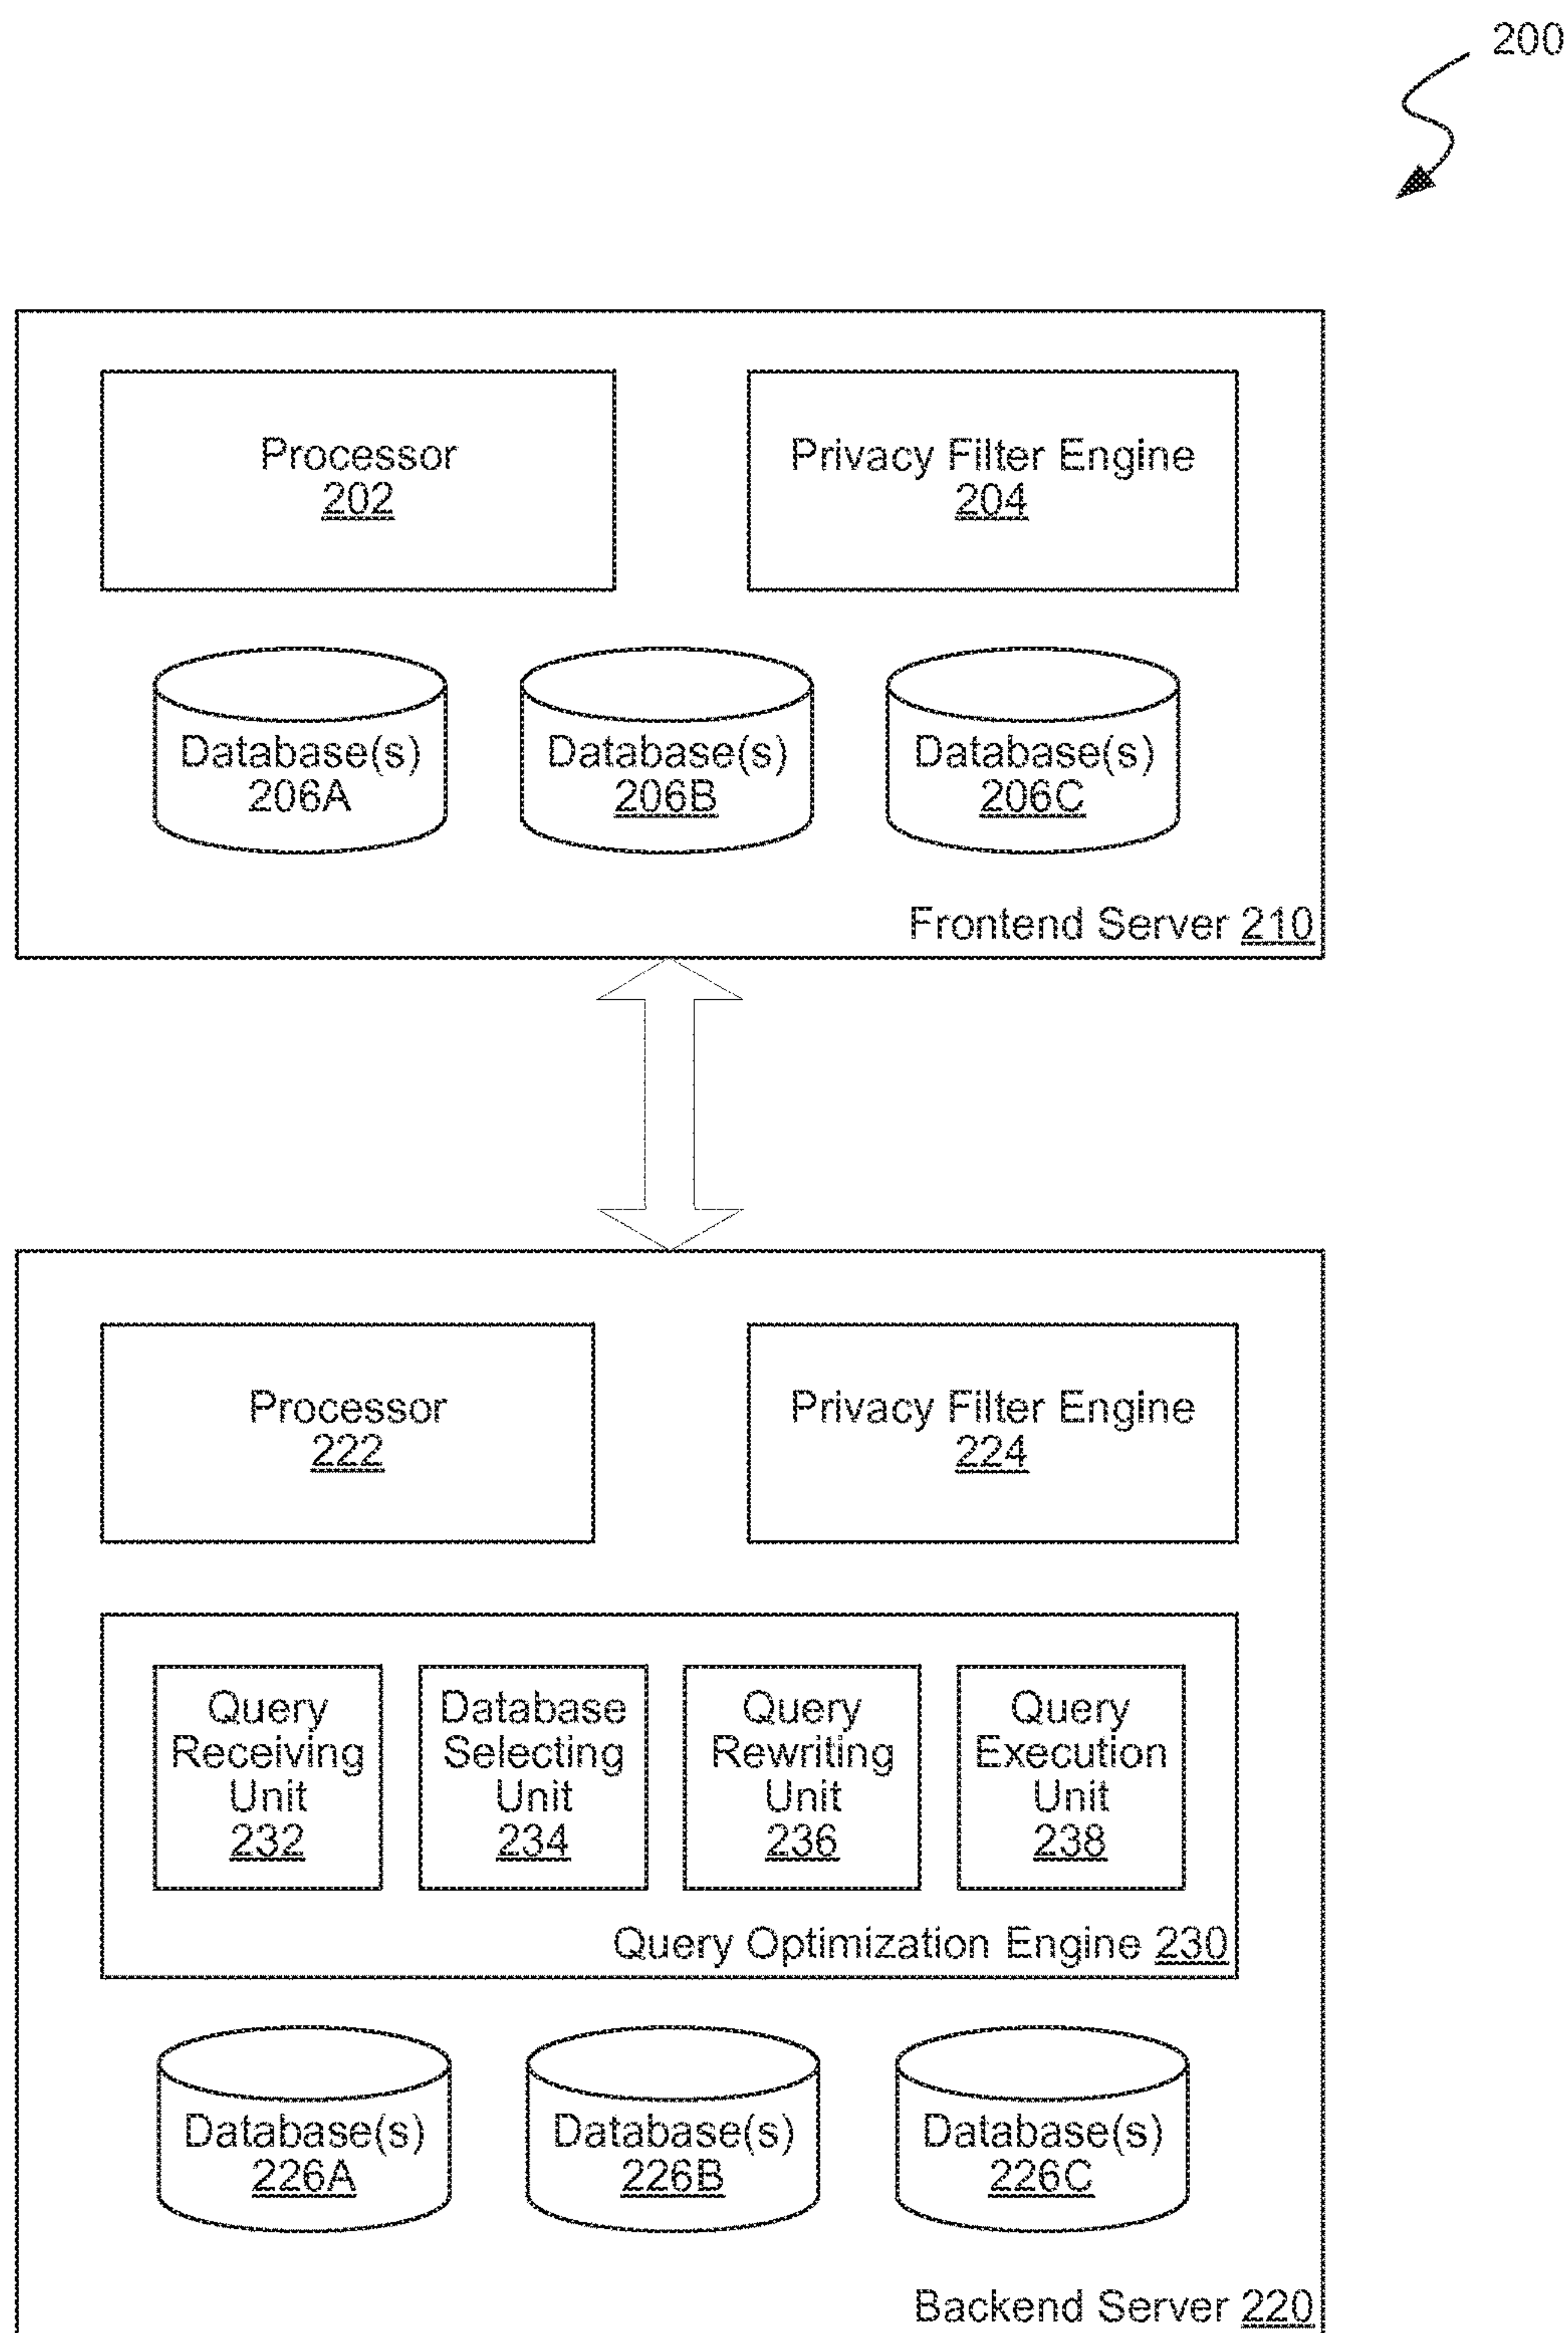 200
Processor
202
Privacy Filter Engine
204
Database(s)
206A
Database(s)
206B
Database(s)
206C
Frontend Server 210
Processor
222
Privacy Filter Engine
224
Query
Receiving
Unit
232
Database
Selecting
Unit
234
Query
Rewriting
Unit
236
Query
Execution
Unit
238
Query Optimization Engine 230
Database(s)
226A
Database(s)
226B
Database(s)
226C
Backend Server 220